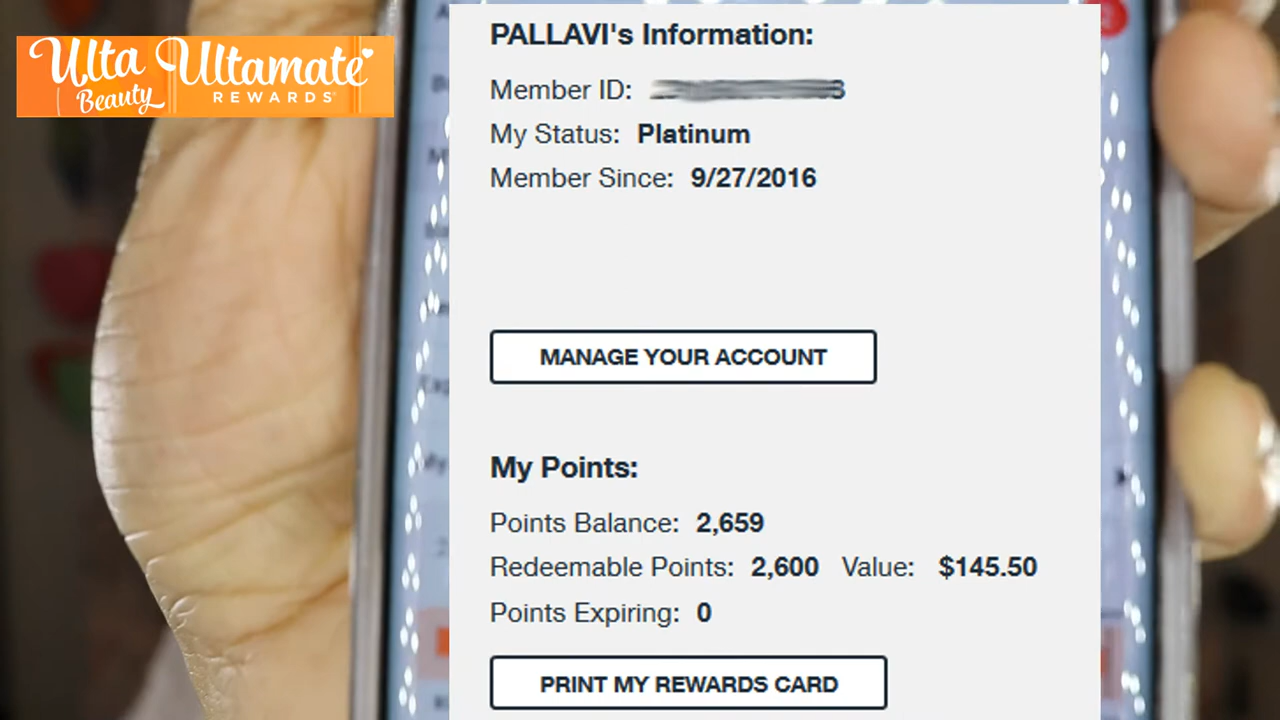 Ulta Beauty Ultamate REWARDS®
PALLAVI's Information:
Member ID:
My Status: Platinum
Member Since: 9/27/2016
MANAGE YOUR ACCOUNT
My Points:
Points Balance: 2,659
Redeemable Points: 2,600 Value: $145.50
Points Expiring: 0
PRINT MY REWARDS CARD